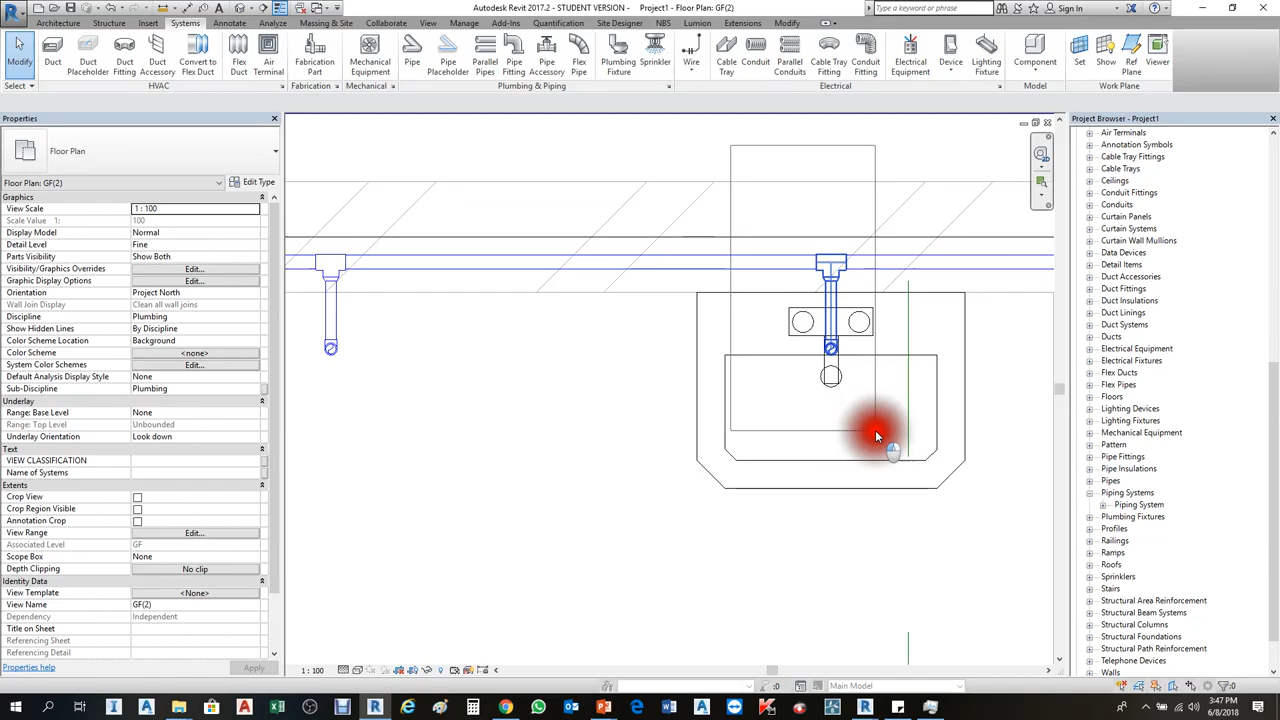 Autodesk Revit 2017.2 - STUDENT VERSION - Project1 - Floor Plan: GF(2)
Type a keyword or phrase
Sign In
Architecture Structure Insert Systems Annotate Analyze Massing & Site Collaborate View Manage Add-Ins Quantification Site Designer NBS Lumion Extensions Modify
Modify
Duct
Duct Placeholder
Duct Fitting
Duct Accessory
Convert to Flex Duct
Flex Duct
Air Terminal
Fabrication Part
Mechanical Equipment
Pipe
Pipe Placeholder
Parallel Pipes
Pipe Fitting
Pipe Accessory
Flex Pipe
Plumbing Fixture
Sprinkler
Wire
Cable Tray
Conduit
Parallel Conduits
Cable Tray Fitting
Conduit Fitting
Electrical Equipment
Device
Lighting Fixture
Component
Set
Show
Ref Plane
Viewer
Select HVAC Fabrication Mechanical Plumbing & Piping Electrical Model Work Plane
Properties
Floor Plan
Floor Plan: GF(2) Edit Type
Graphics
View Scale 1 : 100
Scale Value 1: 100
Display Model Normal
Detail Level Fine
Parts Visibility Show Both
Visibility/Graphics Overrides Edit...
Graphic Display Options Edit...
Orientation Project North
Wall Join Display Clean all wall joins
Discipline Plumbing
Show Hidden Lines By Discipline
Color Scheme Location Background
Color Scheme <none>
System Color Schemes Edit...
Default Analysis Display Style None
Sub-Discipline Plumbing
Underlay
Range: Base Level None
Range: Top Level Unbounded
Underlay Orientation Look down
Text
VIEW CLASSIFICATION
Name of Systems
Extents
Crop View
Crop Region Visible
Annotation Crop
View Range Edit...
Associated Level GF
Scope Box None
Depth Clipping No clip
Identity Data
View Template <None>
View Name GF(2)
Dependency Independent
Title on Sheet
Referencing Sheet
Referencing Detail
Properties help Apply
1 : 100
:0
Main Model
:0
Project Browser - Project1
Air Terminals
Annotation Symbols
Cable Tray Fittings
Cable Trays
Ceilings
Conduit Fittings
Conduits
Curtain Panels
Curtain Systems
Curtain Wall Mullions
Data Devices
Detail Items
Duct Accessories
Duct Fittings
Duct Insulations
Duct Linings
Duct Systems
Ducts
Electrical Equipment
Electrical Fixtures
Flex Ducts
Flex Pipes
Floors
Lighting Devices
Lighting Fixtures
Mechanical Equipment
Pattern
Pipe Fittings
Pipe Insulations
Pipes
Piping Systems
Piping System
Plumbing Fixtures
Profiles
Railings
Ramps
Roofs
Sprinklers
Stairs
Structural Area Reinforcement
Structural Beam Systems
Structural Columns
Structural Foundations
Structural Path Reinforcement
Telephone Devices
Walls
3:47 PM
6/8/2018